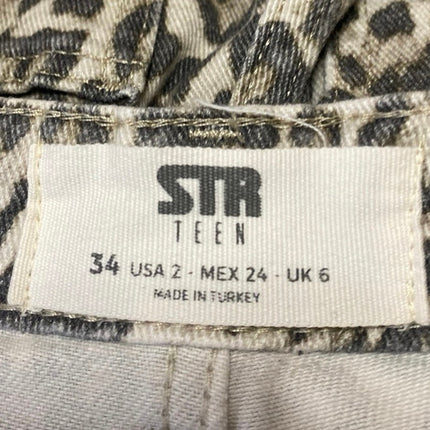 STR
TEEN
34 USA 2 - MEX 24 - UK 6
MADE IN TURKEY